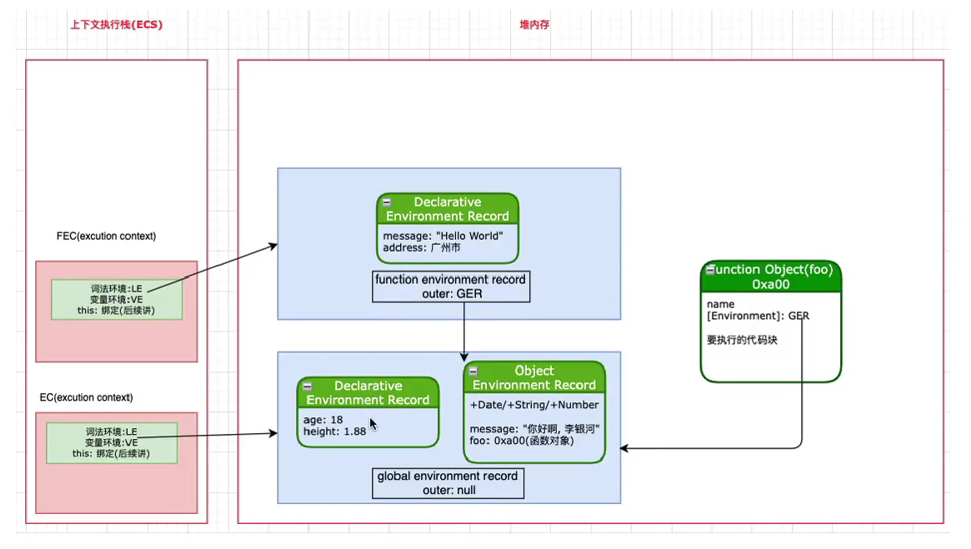 上下文执行栈(ECS)
堆内存
FEC(excution context)
词法环境:LE
变量环境:VE
this: 绑定(后续讲)
EC(excution context)
词法环境:LE
变量环境:VE
this: 绑定(后续讲)
Declarative
Environment Record
message: "Hello World"
address: 广州市
function environment record
outer: GER
Declarative
Environment Record
age: 18
height: 1.88
Object
Environment Record
+Date/+String/+Number
message: "你好啊, 李银河"
foo: 0xa00(函数对象)
global environment record
outer: null
unction Object(foo)
0xa00
name
[Environment]: GER
要执行的代码块